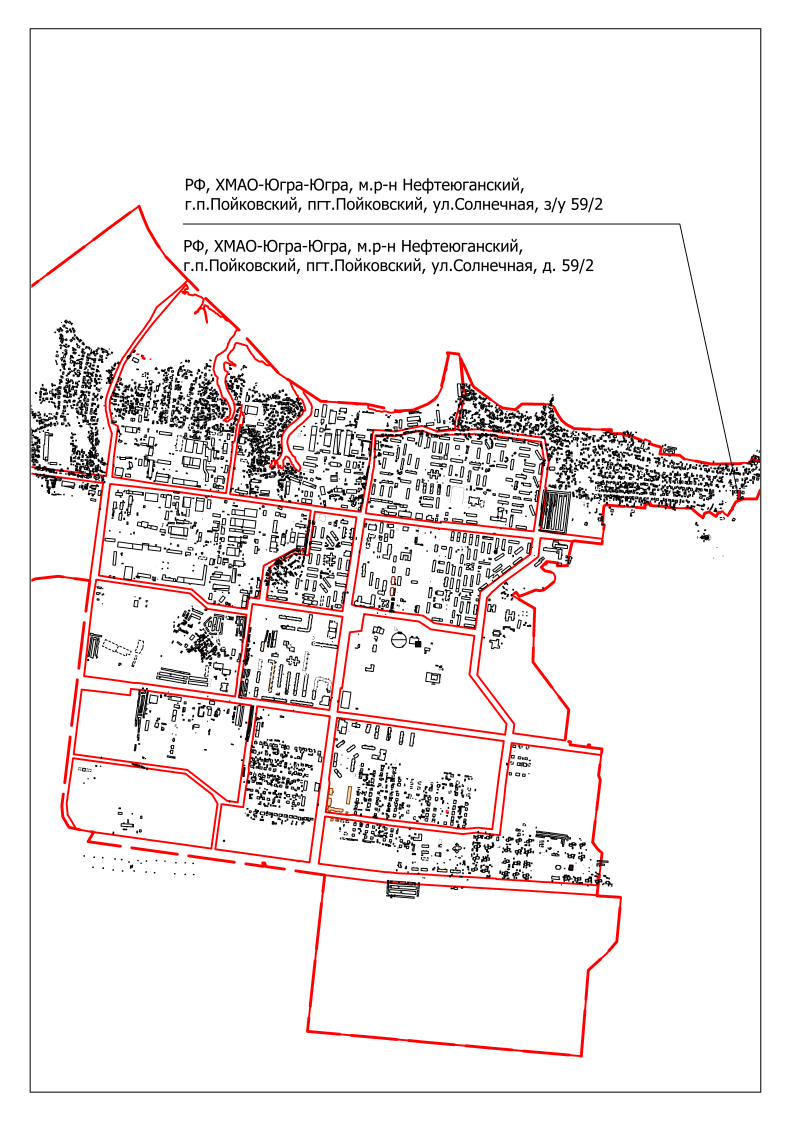 РФ, ХМАО-Югра-Югра, м.р-н Нефтеюганский,
г.п.Пойковский, пгт.Пойковский, ул.Солнечная, з/у 59/2
РФ, ХМАО-Югра-Югра, м.р-н Нефтеюганский,
г.п.Пойковский, пгт.Пойковский, ул.Солнечная, д. 59/2